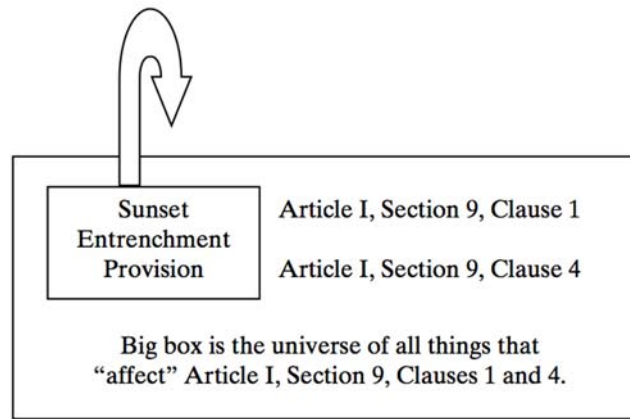 Sunset
Entrenchment
Provision
Article I, Section 9, Clause 1
Article I, Section 9, Clause 4
Big box is the universe of all things that
“affect” Article I, Section 9, Clauses 1 and 4.